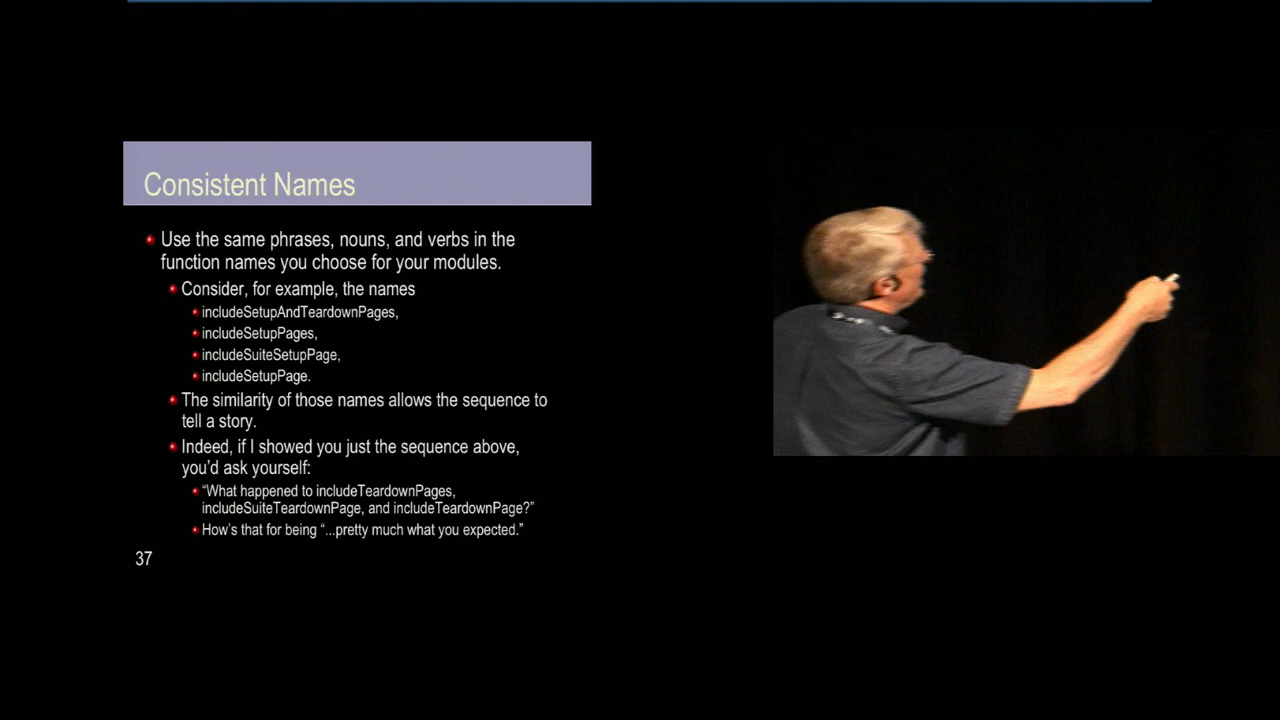 Consistent Names
Use the same phrases, nouns, and verbs in the
function names you choose for your modules.
Consider, for example, the names
includeSetupAndTeardownPages,
includeSetupPages,
includeSuiteSetupPage,
includeSetupPage.
The similarity of those names allows the sequence to
tell a story.
Indeed, if I showed you just the sequence above,
you'd ask yourself:
“What happened to includeTeardownPages,
includeSuiteTeardownPage, and includeTeardownPage?”
How's that for being “...pretty much what you expected.”
37